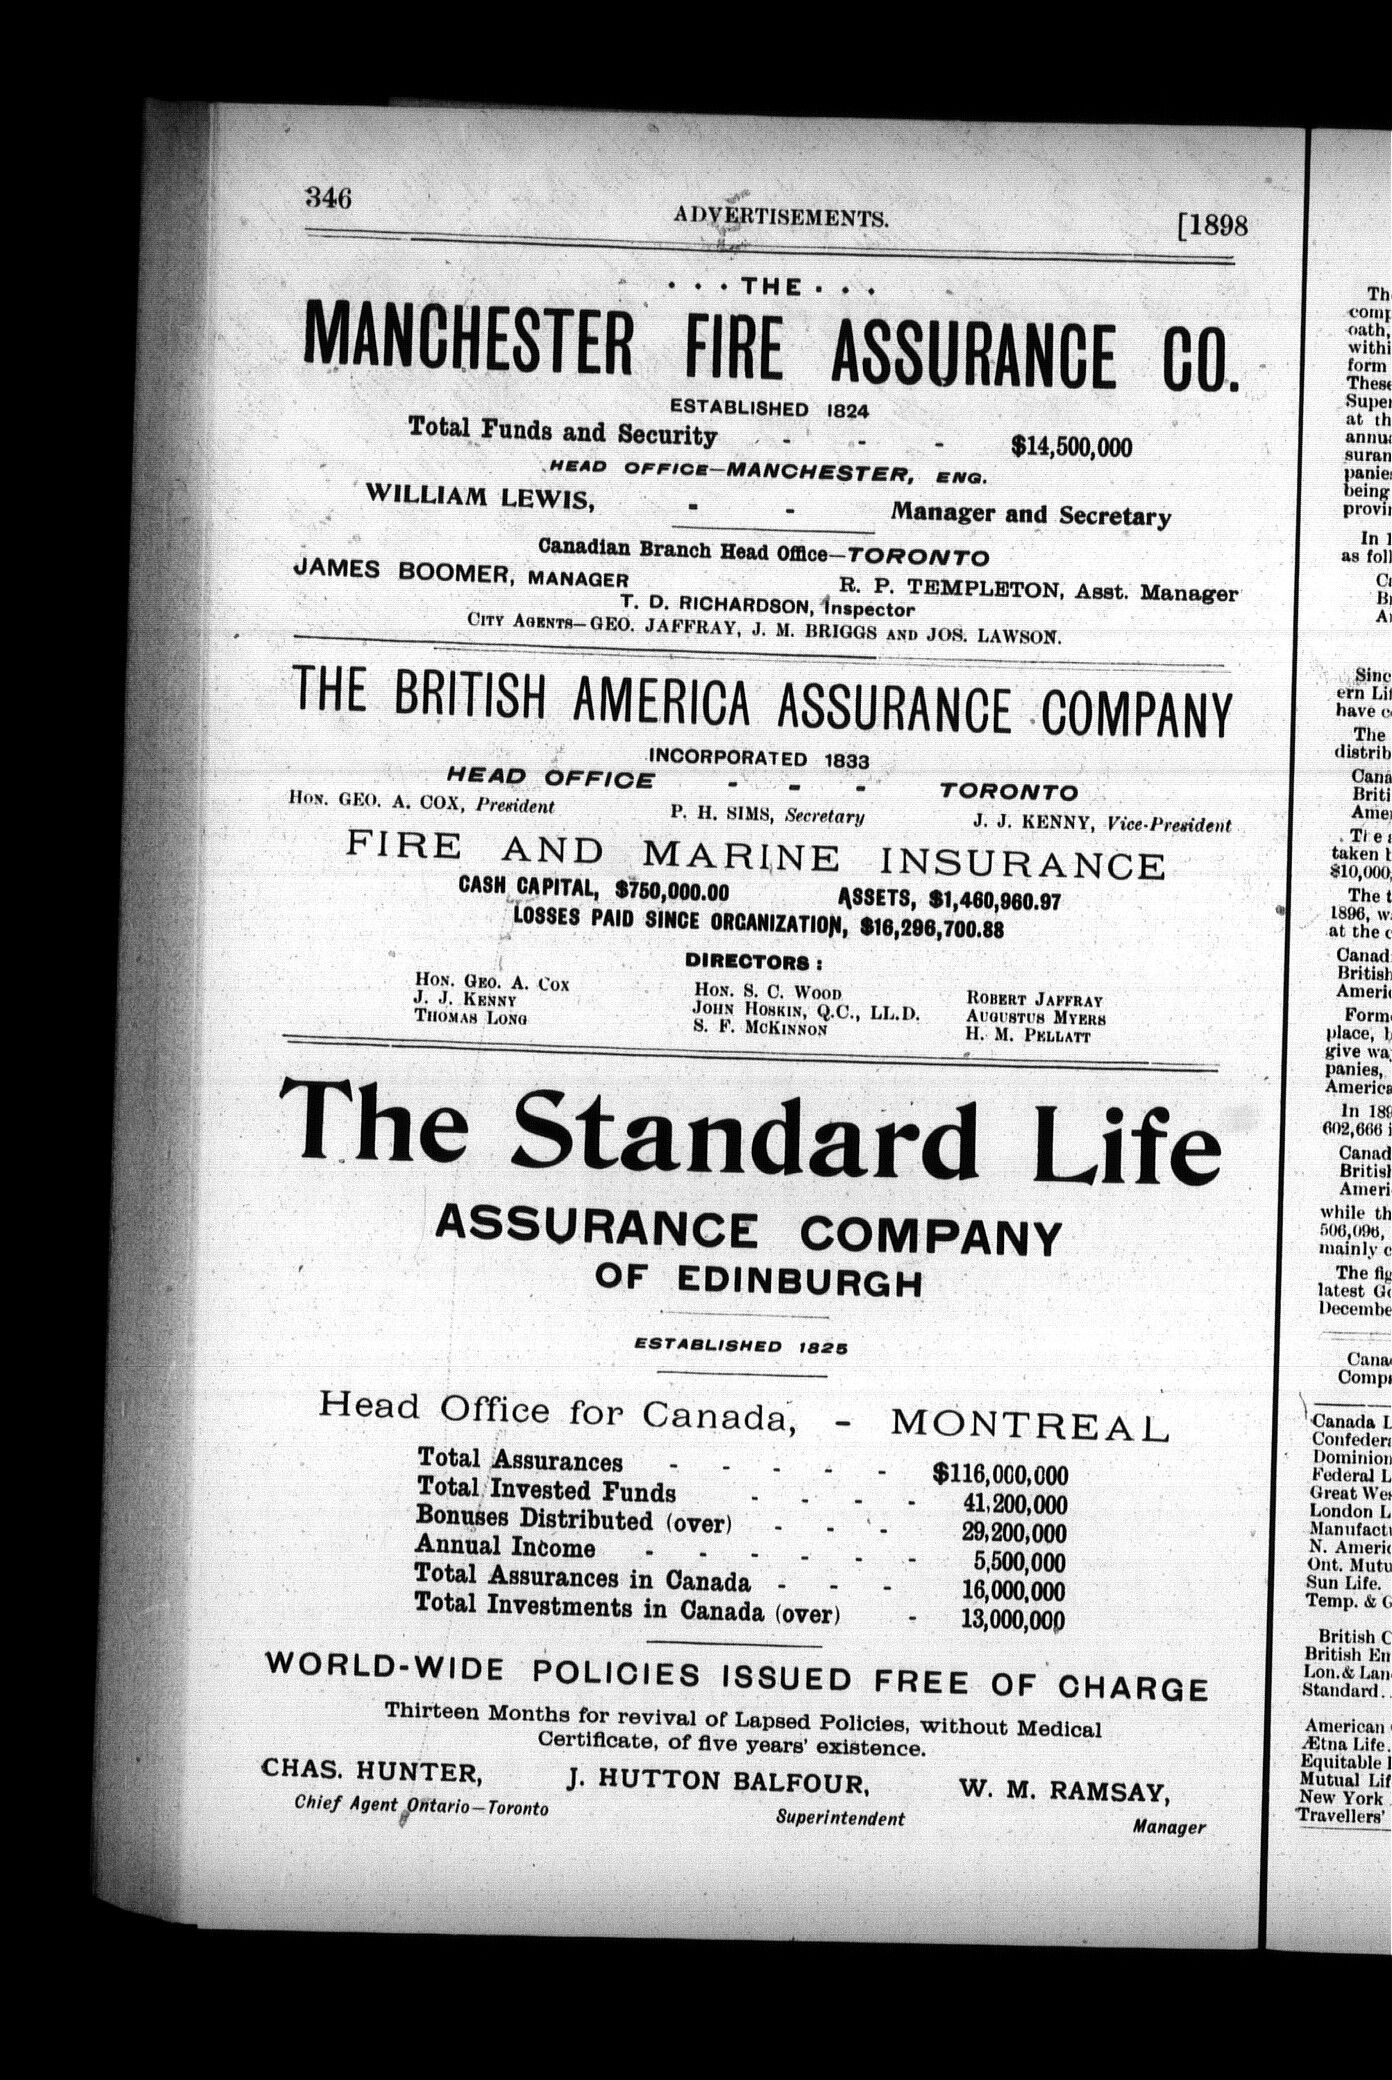 346
ADVERTISEMENTS.
[1898
. . . THE . . .
MANCHESTER FIRE ASSURANCE CO.
ESTABLISHED 1824
Total Funds and Security - - - $14,500,000
HEAD OFFICE—MANCHESTER, ENG.
WILLIAM LEWIS, - - Manager and Secretary
Canadian Branch Head Office—TORONTO
JAMES BOOMER, MANAGER R. P. TEMPLETON, Asst. Manager
T. D. RICHARDSON, Inspector
CITY AGENTS—GEO. JAFFRAY, J. M. BRIGGS AND JOS. LAWSON.
THE BRITISH AMERICA ASSURANCE COMPANY
INCORPORATED 1833
HEAD OFFICE - - - TORONTO
HON. GEO. A. COX, President P. H. SIMS, Secretary J. J. KENNY, Vice-President
FIRE AND MARINE INSURANCE
CASH CAPITAL, $750,000.00 ASSETS, $1,460,960.97
LOSSES PAID SINCE ORGANIZATION, $16,296,700.88
DIRECTORS :
HON. GEO. A. COX HON. S. C. WOOD ROBERT JAFFRAY
J. J. KENNY JOHN HOSKIN, Q.C., LL.D. AUGUSTUS MYERS
THOMAS LONG S. F. MCKINNON H. M. PELLATT
The Standard Life
ASSURANCE COMPANY
OF EDINBURGH
ESTABLISHED 1825
Head Office for Canada, - MONTREAL
Total Assurances - - - - - $116,000,000
Total Invested Funds - - - - 41,200,000
Bonuses Distributed (over) - - - 29,200,000
Annual Income - - - - - - 5,500,000
Total Assurances in Canada - - - 16,000,000
Total Investments in Canada (over) - 13,000,000
WORLD-WIDE POLICIES ISSUED FREE OF CHARGE
Thirteen Months for revival of Lapsed Policies, without Medical
Certificate, of five years' existence.
CHAS. HUNTER, J. HUTTON BALFOUR, W. M. RAMSAY,
Chief Agent Ontario—Toronto Superintendent Manager